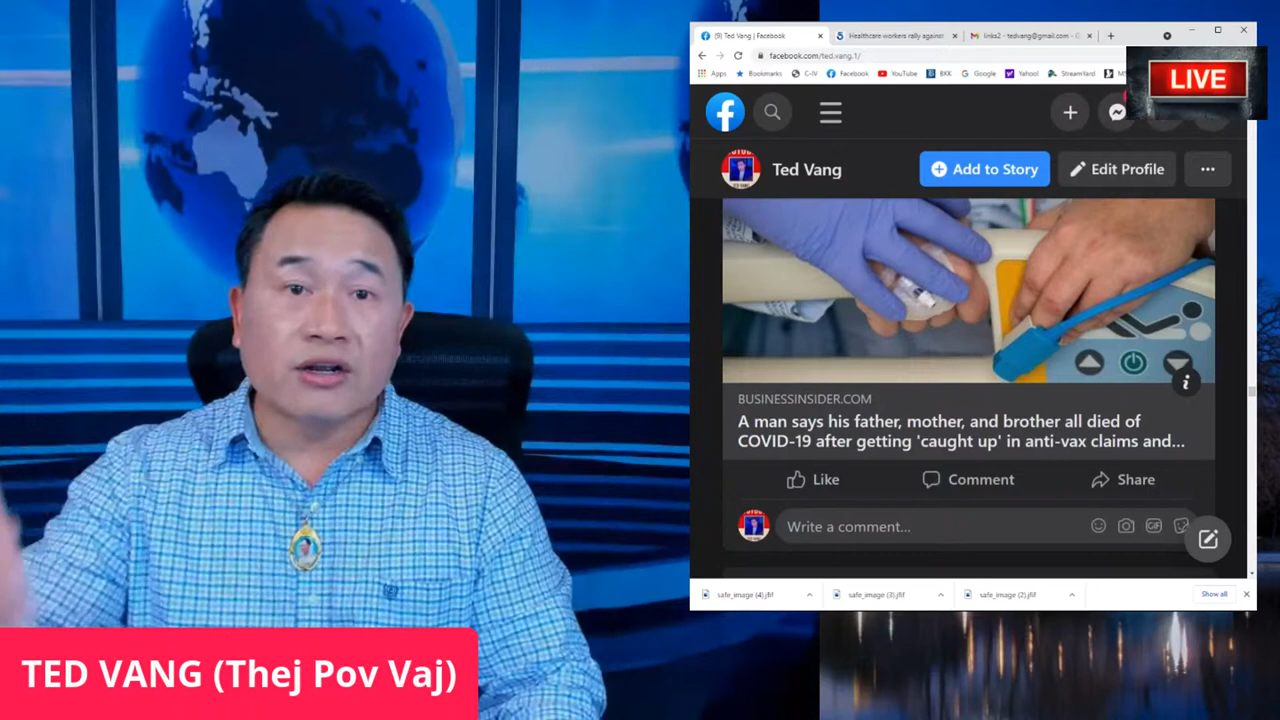 (9) Ted Vang | Facebook
Healthcare workers rally against
links2 - tedvang@gmail.com -
facebook.com/ted.vang.1/
Apps
Bookmarks
C-IV
Facebook
YouTube
BKK
Google
Yahoo!
StreamYard
LIVE
Ted Vang
Add to Story
Edit Profile
BUSINESSINSIDER.COM
A man says his father, mother, and brother all died of
COVID-19 after getting 'caught up' in anti-vax claims and...
Like
Comment
Share
Write a comment...
GIF
safe_image (4).jfif
safe_image (3).jfif
safe_image (2).jfif
Show all
TED VANG (Thej Pov Vaj)